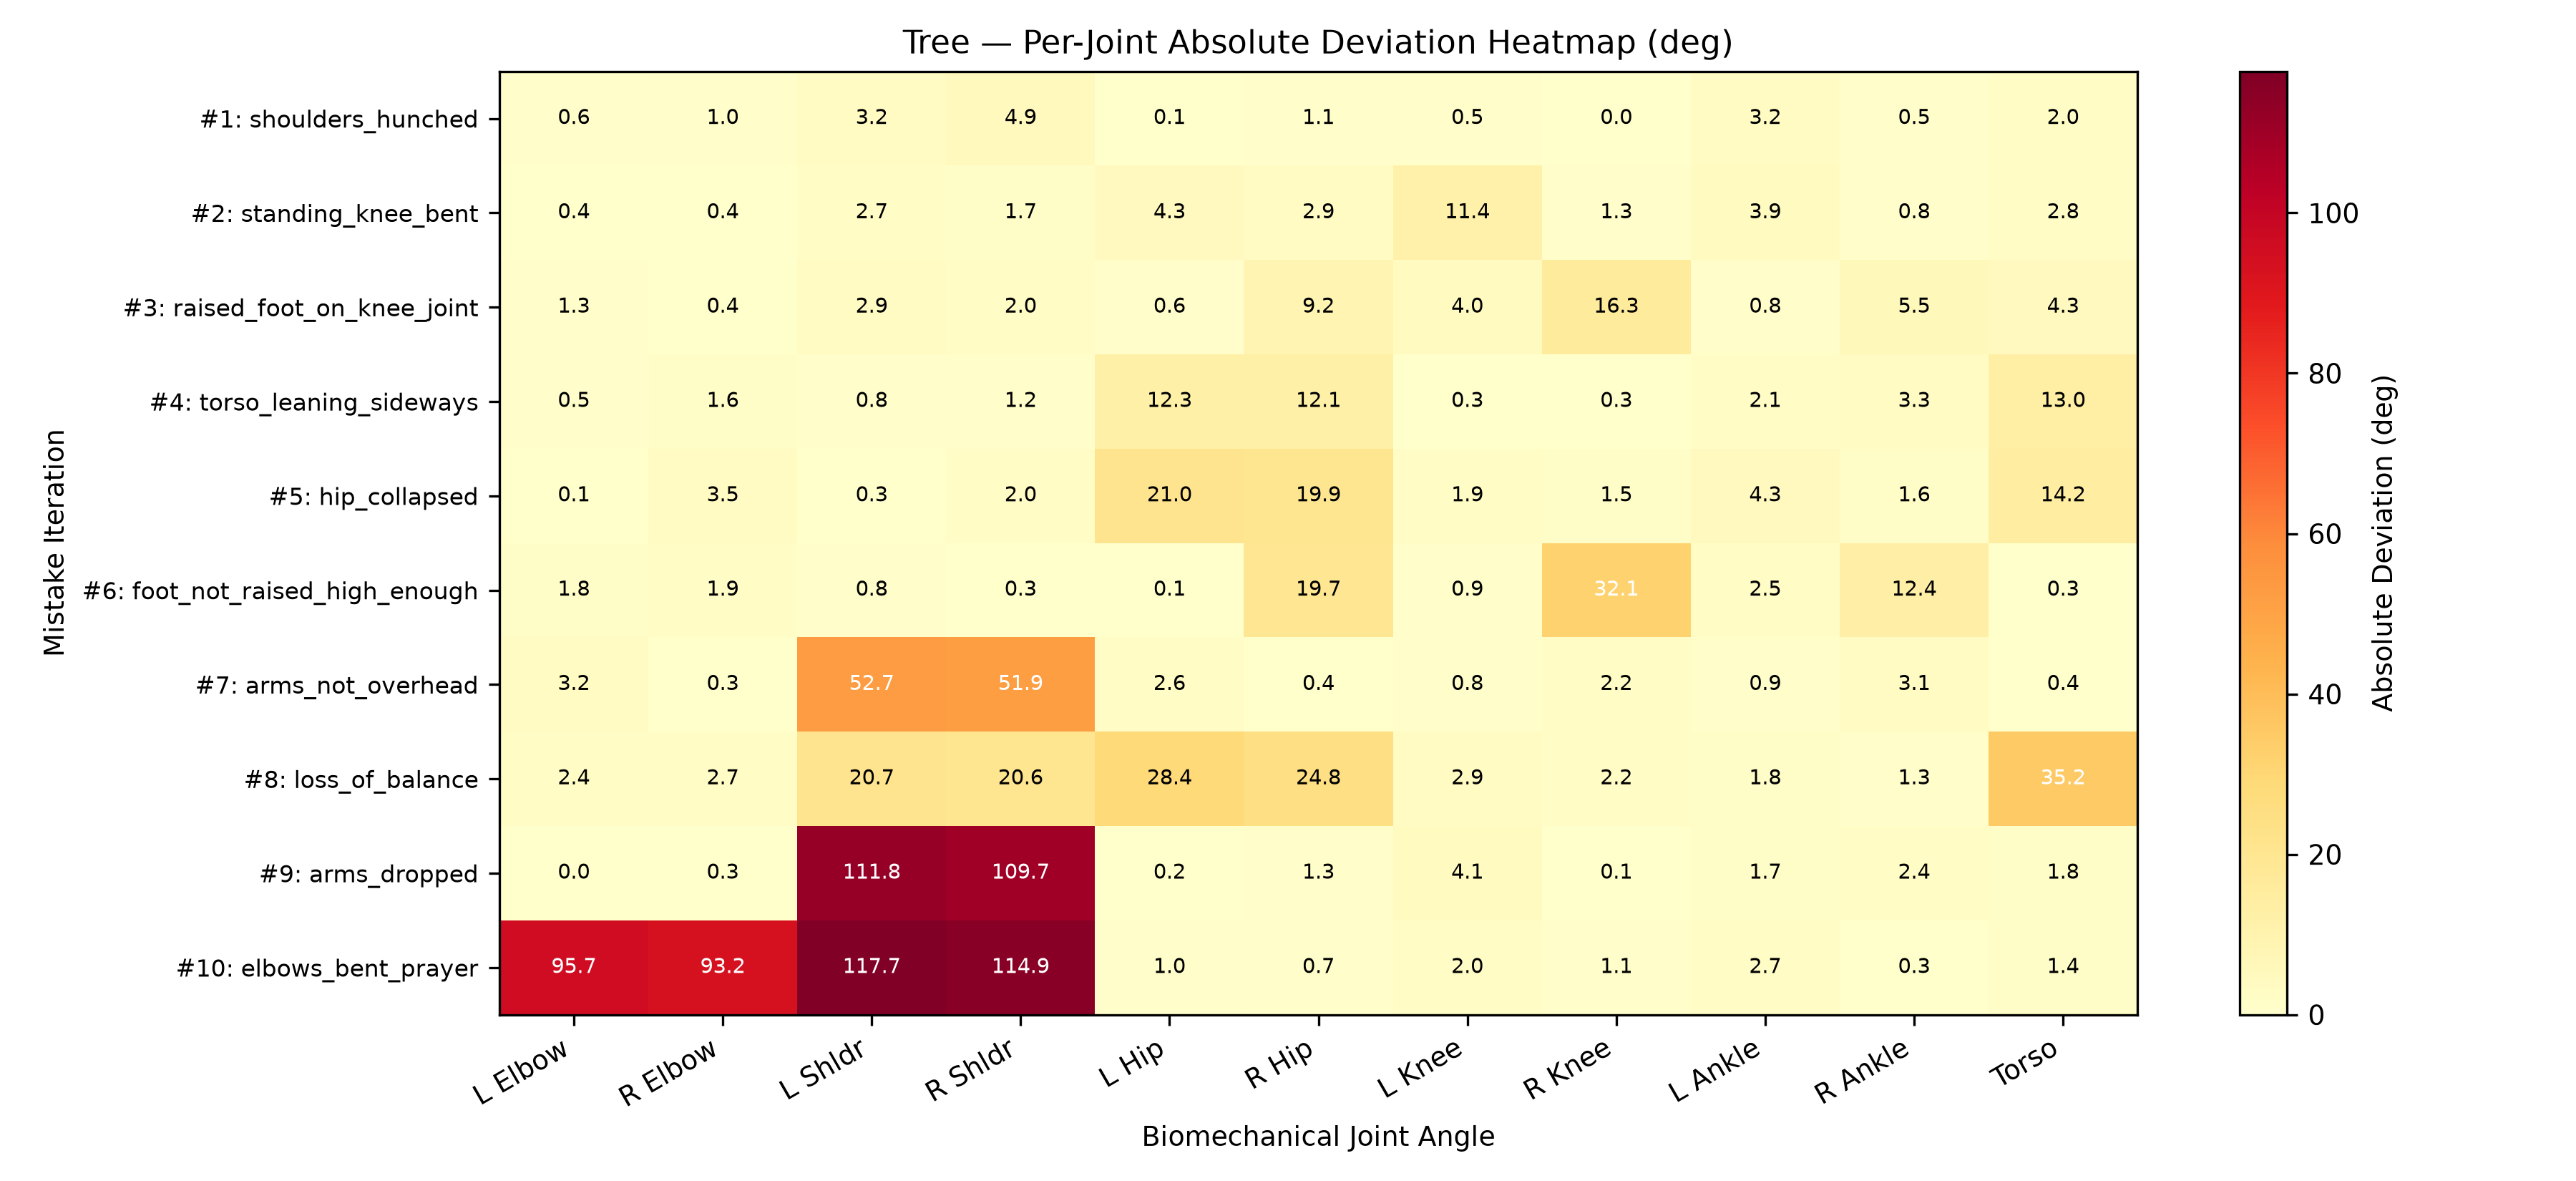 Tree — Per-Joint Absolute Deviation Heatmap (deg)
#1: shoulders_hunched 0.6 1.0 3.2 4.9 0.1 1.1 0.5 0.0 3.2 0.5 2.0
#2: standing_knee_bent 0.4 0.4 2.7 1.7 4.3 2.9 11.4 1.3 3.9 0.8 2.8
#3: raised_foot_on_knee_joint 1.3 0.4 2.9 2.0 0.6 9.2 4.0 16.3 0.8 5.5 4.3
#4: torso_leaning_sideways 0.5 1.6 0.8 1.2 12.3 12.1 0.3 0.3 2.1 3.3 13.0
#5: hip_collapsed 0.1 3.5 0.3 2.0 21.0 19.9 1.9 1.5 4.3 1.6 14.2
#6: foot_not_raised_high_enough 1.8 1.9 0.8 0.3 0.1 19.7 0.9 32.1 2.5 12.4 0.3
#7: arms_not_overhead 3.2 0.3 52.7 51.9 2.6 0.4 0.8 2.2 0.9 3.1 0.4
#8: loss_of_balance 2.4 2.7 20.7 20.6 28.4 24.8 2.9 2.2 1.8 1.3 35.2
#9: arms_dropped 0.0 0.3 111.8 109.7 0.2 1.3 4.1 0.1 1.7 2.4 1.8
#10: elbows_bent_prayer 95.7 93.2 117.7 114.9 1.0 0.7 2.0 1.1 2.7 0.3 1.4
L Elbow R Elbow L Shldr R Shldr L Hip R Hip L Knee R Knee L Ankle R Ankle Torso
Biomechanical Joint Angle
Mistake Iteration
100
80
60
40
20
0
Absolute Deviation (deg)